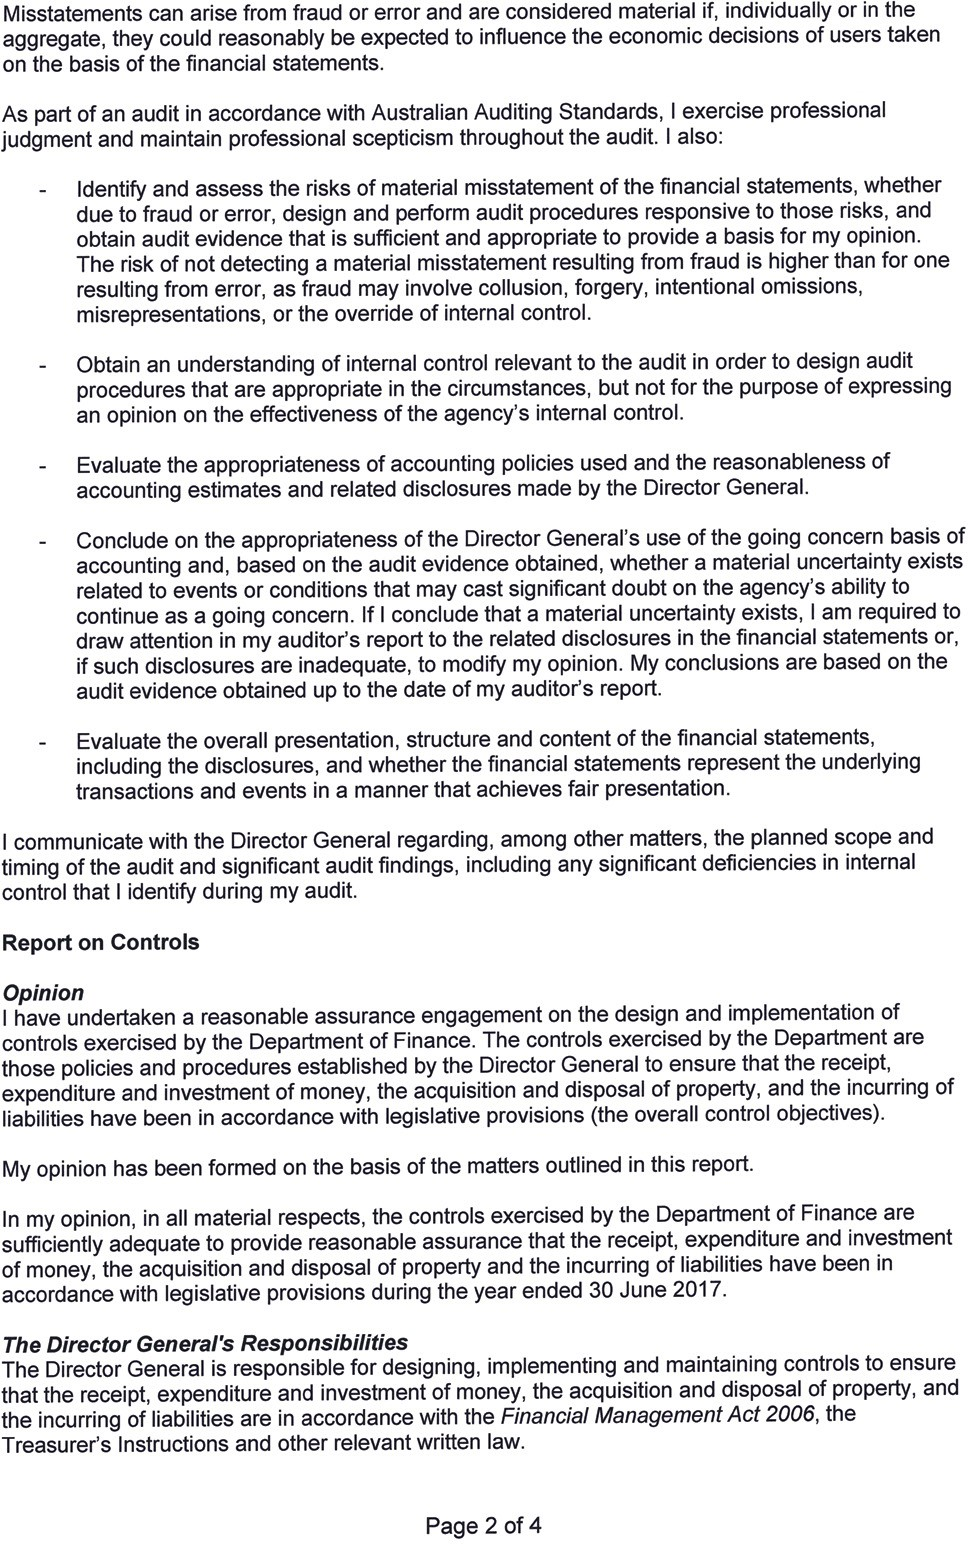 Misstatements can arise from fraud or error and are considered material if, individually or in the
aggregate, they could reasonably be expected to influence the economic decisions of users taken
on the basis of the financial statements.
As part of an audit in accordance with Australian Auditing Standards, I exercise professional
judgment and maintain professional scepticism throughout the audit. I also:
- Identify and assess the risks of material misstatement of the financial statements, whether
due to fraud or error, design and perform audit procedures responsive to those risks, and
obtain audit evidence that is sufficient and appropriate to provide a basis for my opinion.
The risk of not detecting a material misstatement resulting from fraud is higher than for one
resulting from error, as fraud may involve collusion, forgery, intentional omissions,
misrepresentations, or the override of internal control.
- Obtain an understanding of internal control relevant to the audit in order to design audit
procedures that are appropriate in the circumstances, but not for the purpose of expressing
an opinion on the effectiveness of the agency's internal control.
- Evaluate the appropriateness of accounting policies used and the reasonableness of
accounting estimates and related disclosures made by the Director General.
- Conclude on the appropriateness of the Director General's use of the going concern basis of
accounting and, based on the audit evidence obtained, whether a material uncertainty exists
related to events or conditions that may cast significant doubt on the agency's ability to
continue as a going concern. If I conclude that a material uncertainty exists, I am required to
draw attention in my auditor's report to the related disclosures in the financial statements or,
if such disclosures are inadequate, to modify my opinion. My conclusions are based on the
audit evidence obtained up to the date of my auditor's report.
- Evaluate the overall presentation, structure and content of the financial statements,
including the disclosures, and whether the financial statements represent the underlying
transactions and events in a manner that achieves fair presentation.
I communicate with the Director General regarding, among other matters, the planned scope and
timing of the audit and significant audit findings, including any significant deficiencies in internal
control that I identify during my audit.
Report on Controls
Opinion
I have undertaken a reasonable assurance engagement on the design and implementation of
controls exercised by the Department of Finance. The controls exercised by the Department are
those policies and procedures established by the Director General to ensure that the receipt,
expenditure and investment of money, the acquisition and disposal of property, and the incurring of
liabilities have been in accordance with legislative provisions (the overall control objectives).
My opinion has been formed on the basis of the matters outlined in this report.
In my opinion, in all material respects, the controls exercised by the Department of Finance are
sufficiently adequate to provide reasonable assurance that the receipt, expenditure and investment
of money, the acquisition and disposal of property and the incurring of liabilities have been in
accordance with legislative provisions during the year ended 30 June 2017.
The Director General's Responsibilities
The Director General is responsible for designing, implementing and maintaining controls to ensure
that the receipt, expenditure and investment of money, the acquisition and disposal of property, and
the incurring of liabilities are in accordance with the Financial Management Act 2006, the
Treasurer's Instructions and other relevant written law.
Page 2 of 4